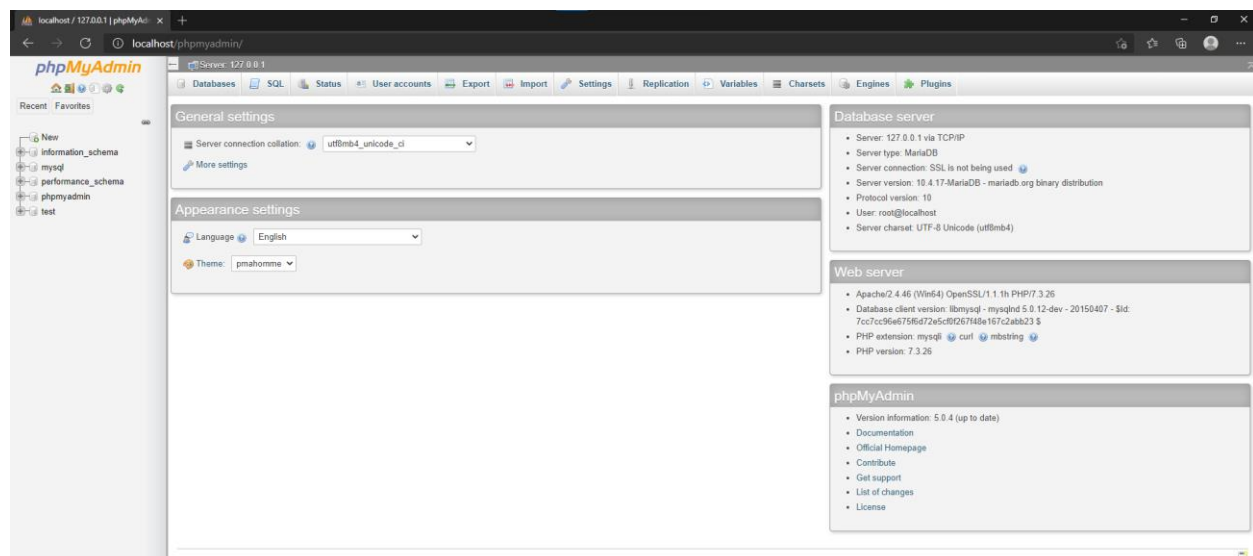 localhost / 127.0.0.1 | phpMyAd
localhost/phpmyadmin/
phpMyAdmin
Recent Favorites
New
information_schema
mysql
performance_schema
phpmyadmin
test
Server: 127.0.0.1
Databases SQL Status User accounts Export Import Settings Replication Variables Charsets Engines Plugins
General settings
Server connection collation: utf8mb4_unicode_ci
More settings
Appearance settings
Language English
Theme: pmahomme
Database server
Server: 127.0.0.1 via TCP/IP
Server type: MariaDB
Server connection: SSL is not being used
Server version: 10.4.17-MariaDB - mariadb.org binary distribution
Protocol version: 10
User: root@localhost
Server charset: UTF-8 Unicode (utf8mb4)
Web server
Apache/2.4.46 (Win64) OpenSSL/1.1.1h PHP/7.3.26
Database client version: libmysql - mysqlnd 5.0.12-dev - 20150407 - $Id:
7cc7cc96e675f6d72e5cf0f267f48e167c2abb23 $
PHP extension: mysqli curl mbstring
PHP version: 7.3.26
phpMyAdmin
Version information: 5.0.4 (up to date)
Documentation
Official Homepage
Contribute
Get support
List of changes
License